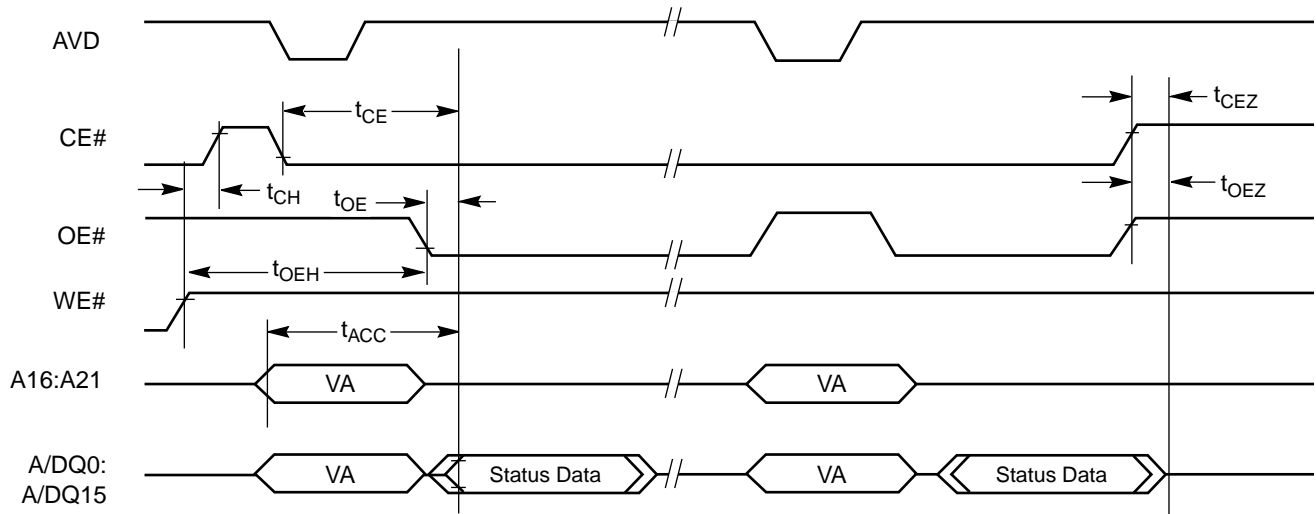 AVD
CE#
tCE
tCEZ
tCH
tOE
tOEZ
OE#
tOEH
WE#
tACC
A16:A21
VA
VA
A/DQ0:
A/DQ15
VA
Status Data
VA
Status Data